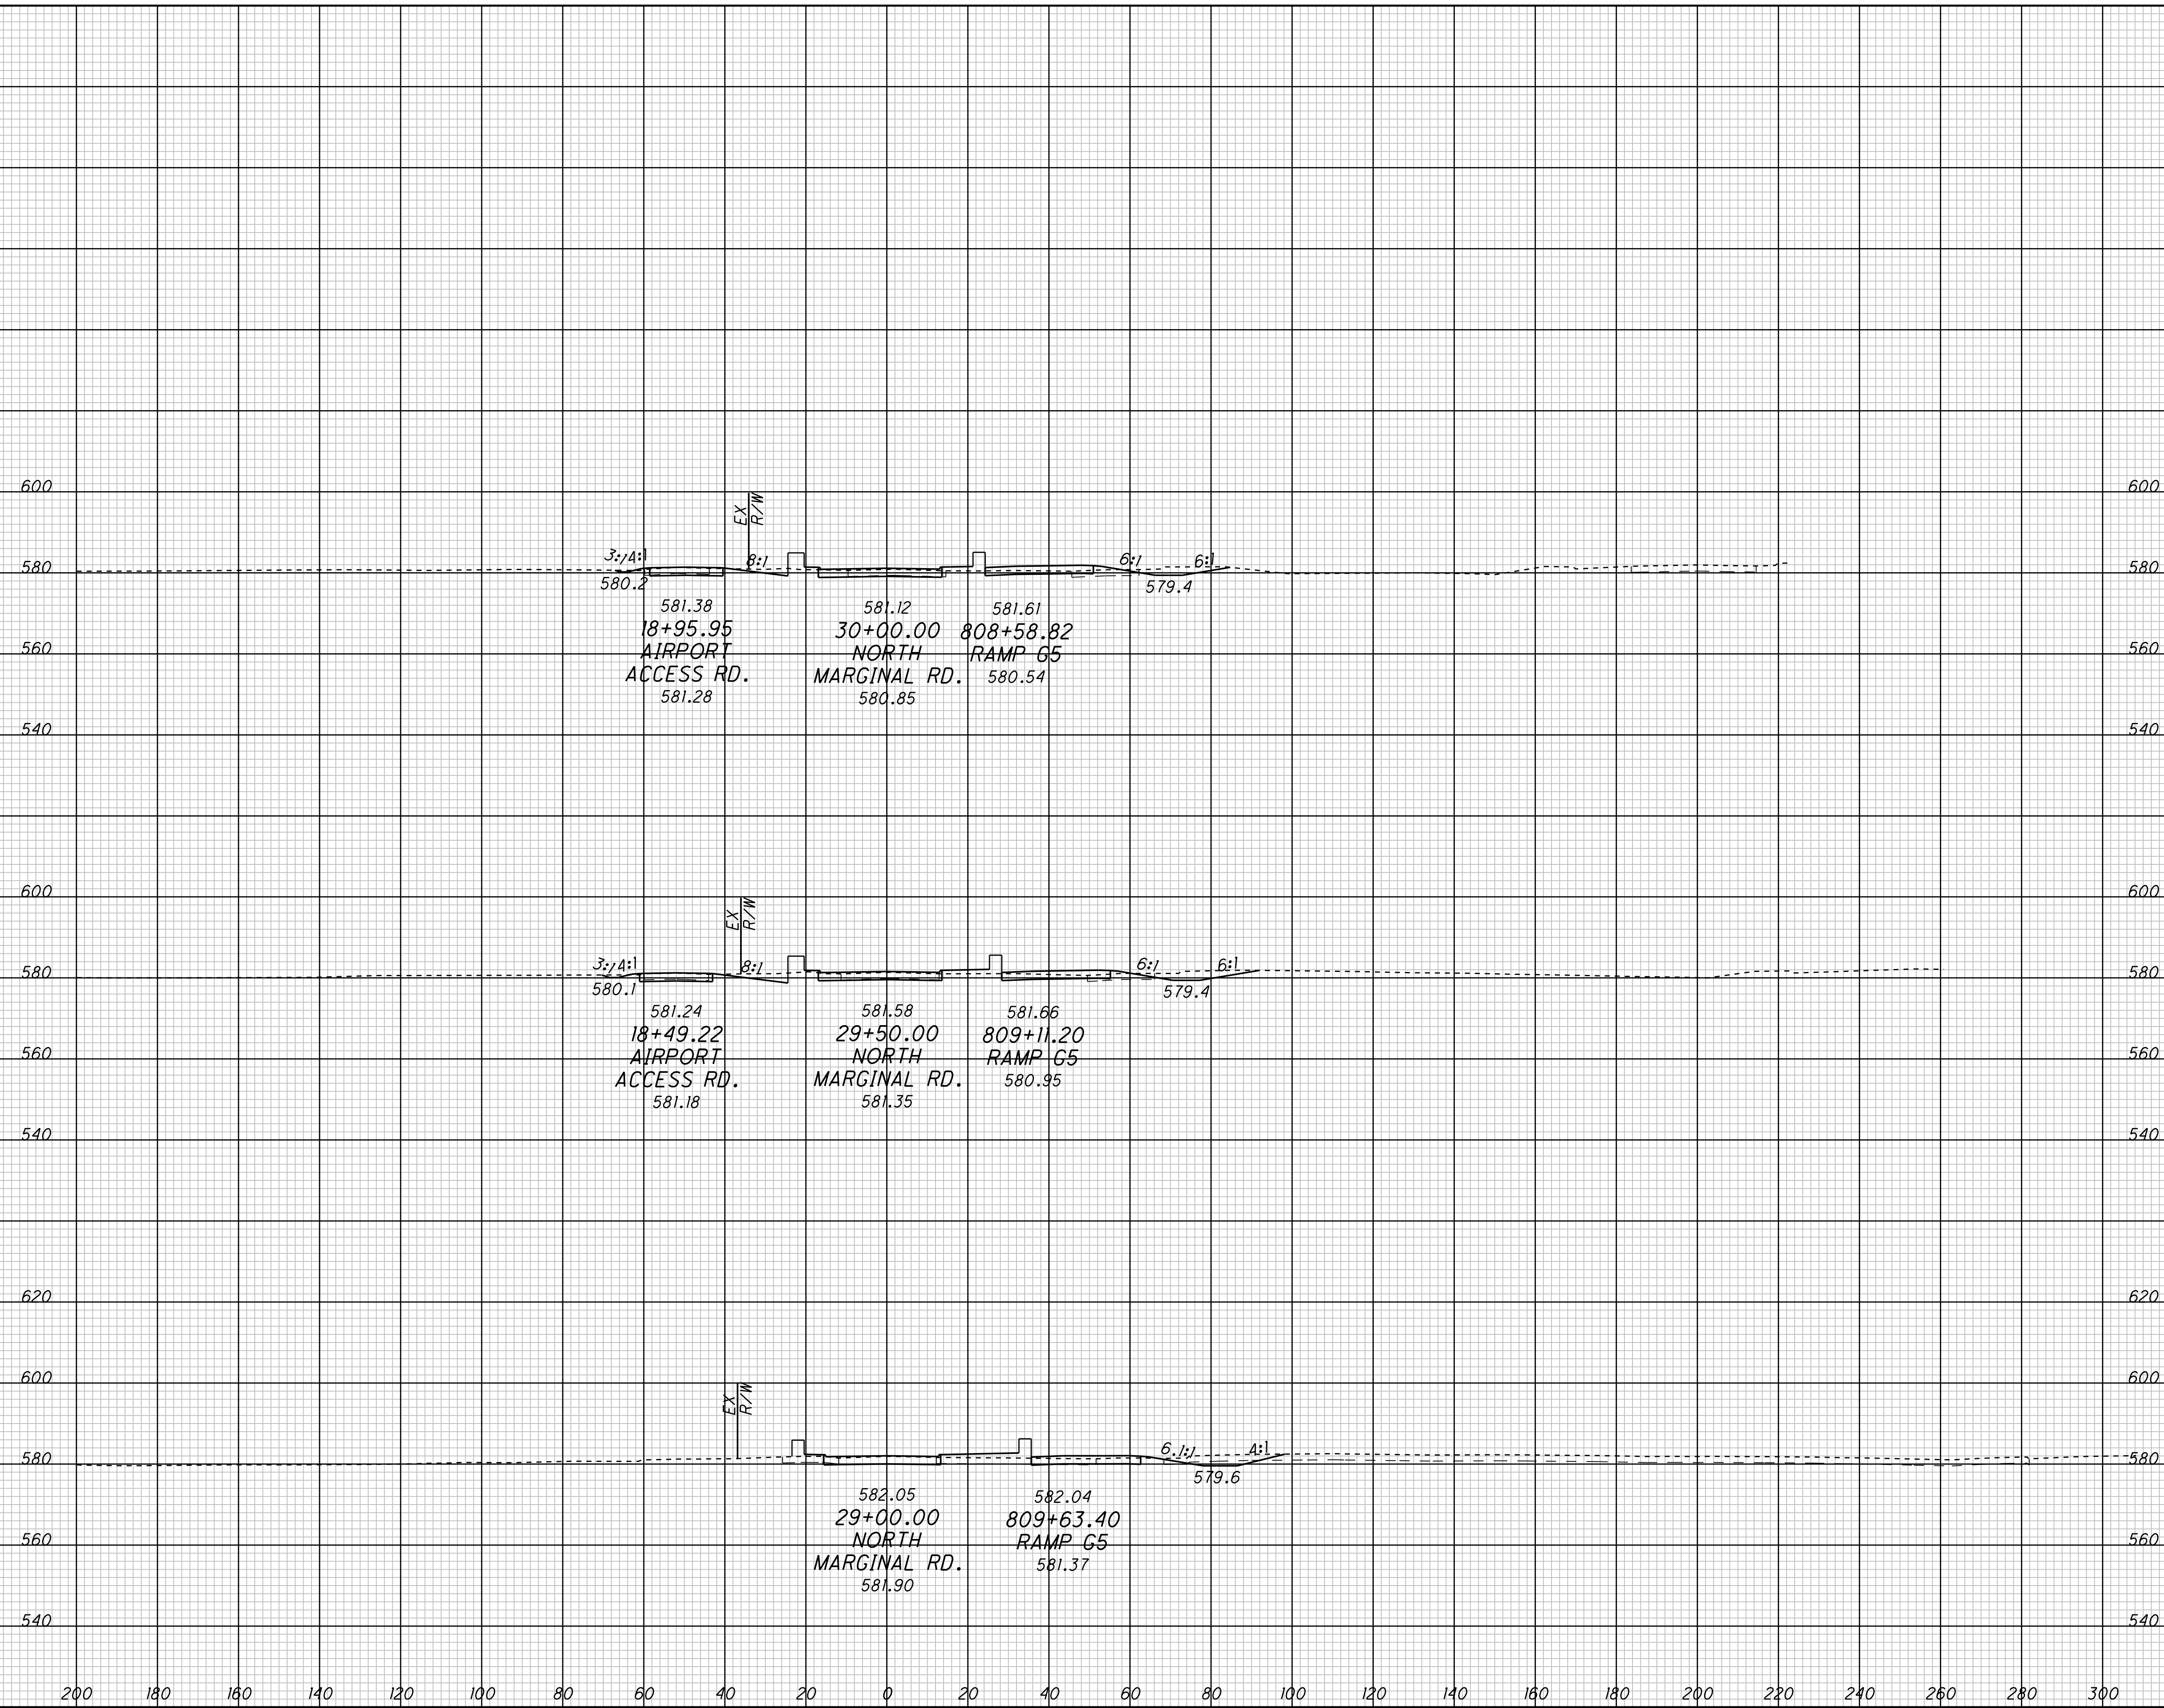 600 600
EX
R/W
3:1 4:1 8:1 6:1 6:1
580 580
580.2 579.4
581.38 581.12 581.61
18+95.95 30+00.00 808+58.82
AIRPORT NORTH RAMP G5
560 560
ACCESS RD. MARGINAL RD. 580.54
581.28 580.85
540 540
600 600
EX
R/W
3:1 4:1 8:1 6:1 6:1
580 580
580.1 579.4
581.24 581.58 581.66
18+49.22 29+50.00 809+11.20
AIRPORT NORTH RAMP G5
560 560
ACCESS RD. MARGINAL RD. 580.95
581.18 581.35
540 540
620 620
600 600
EX
R/W
6.1:1 4:1
580 580
579.6
582.05 582.04
29+00.00 809+63.40
NORTH RAMP G5
560 560
MARGINAL RD. 581.37
581.90
540 540
200 180 160 140 120 100 80 60 40 20 0 20 40 60 80 100 120 140 160 180 200 220 240 260 280 300